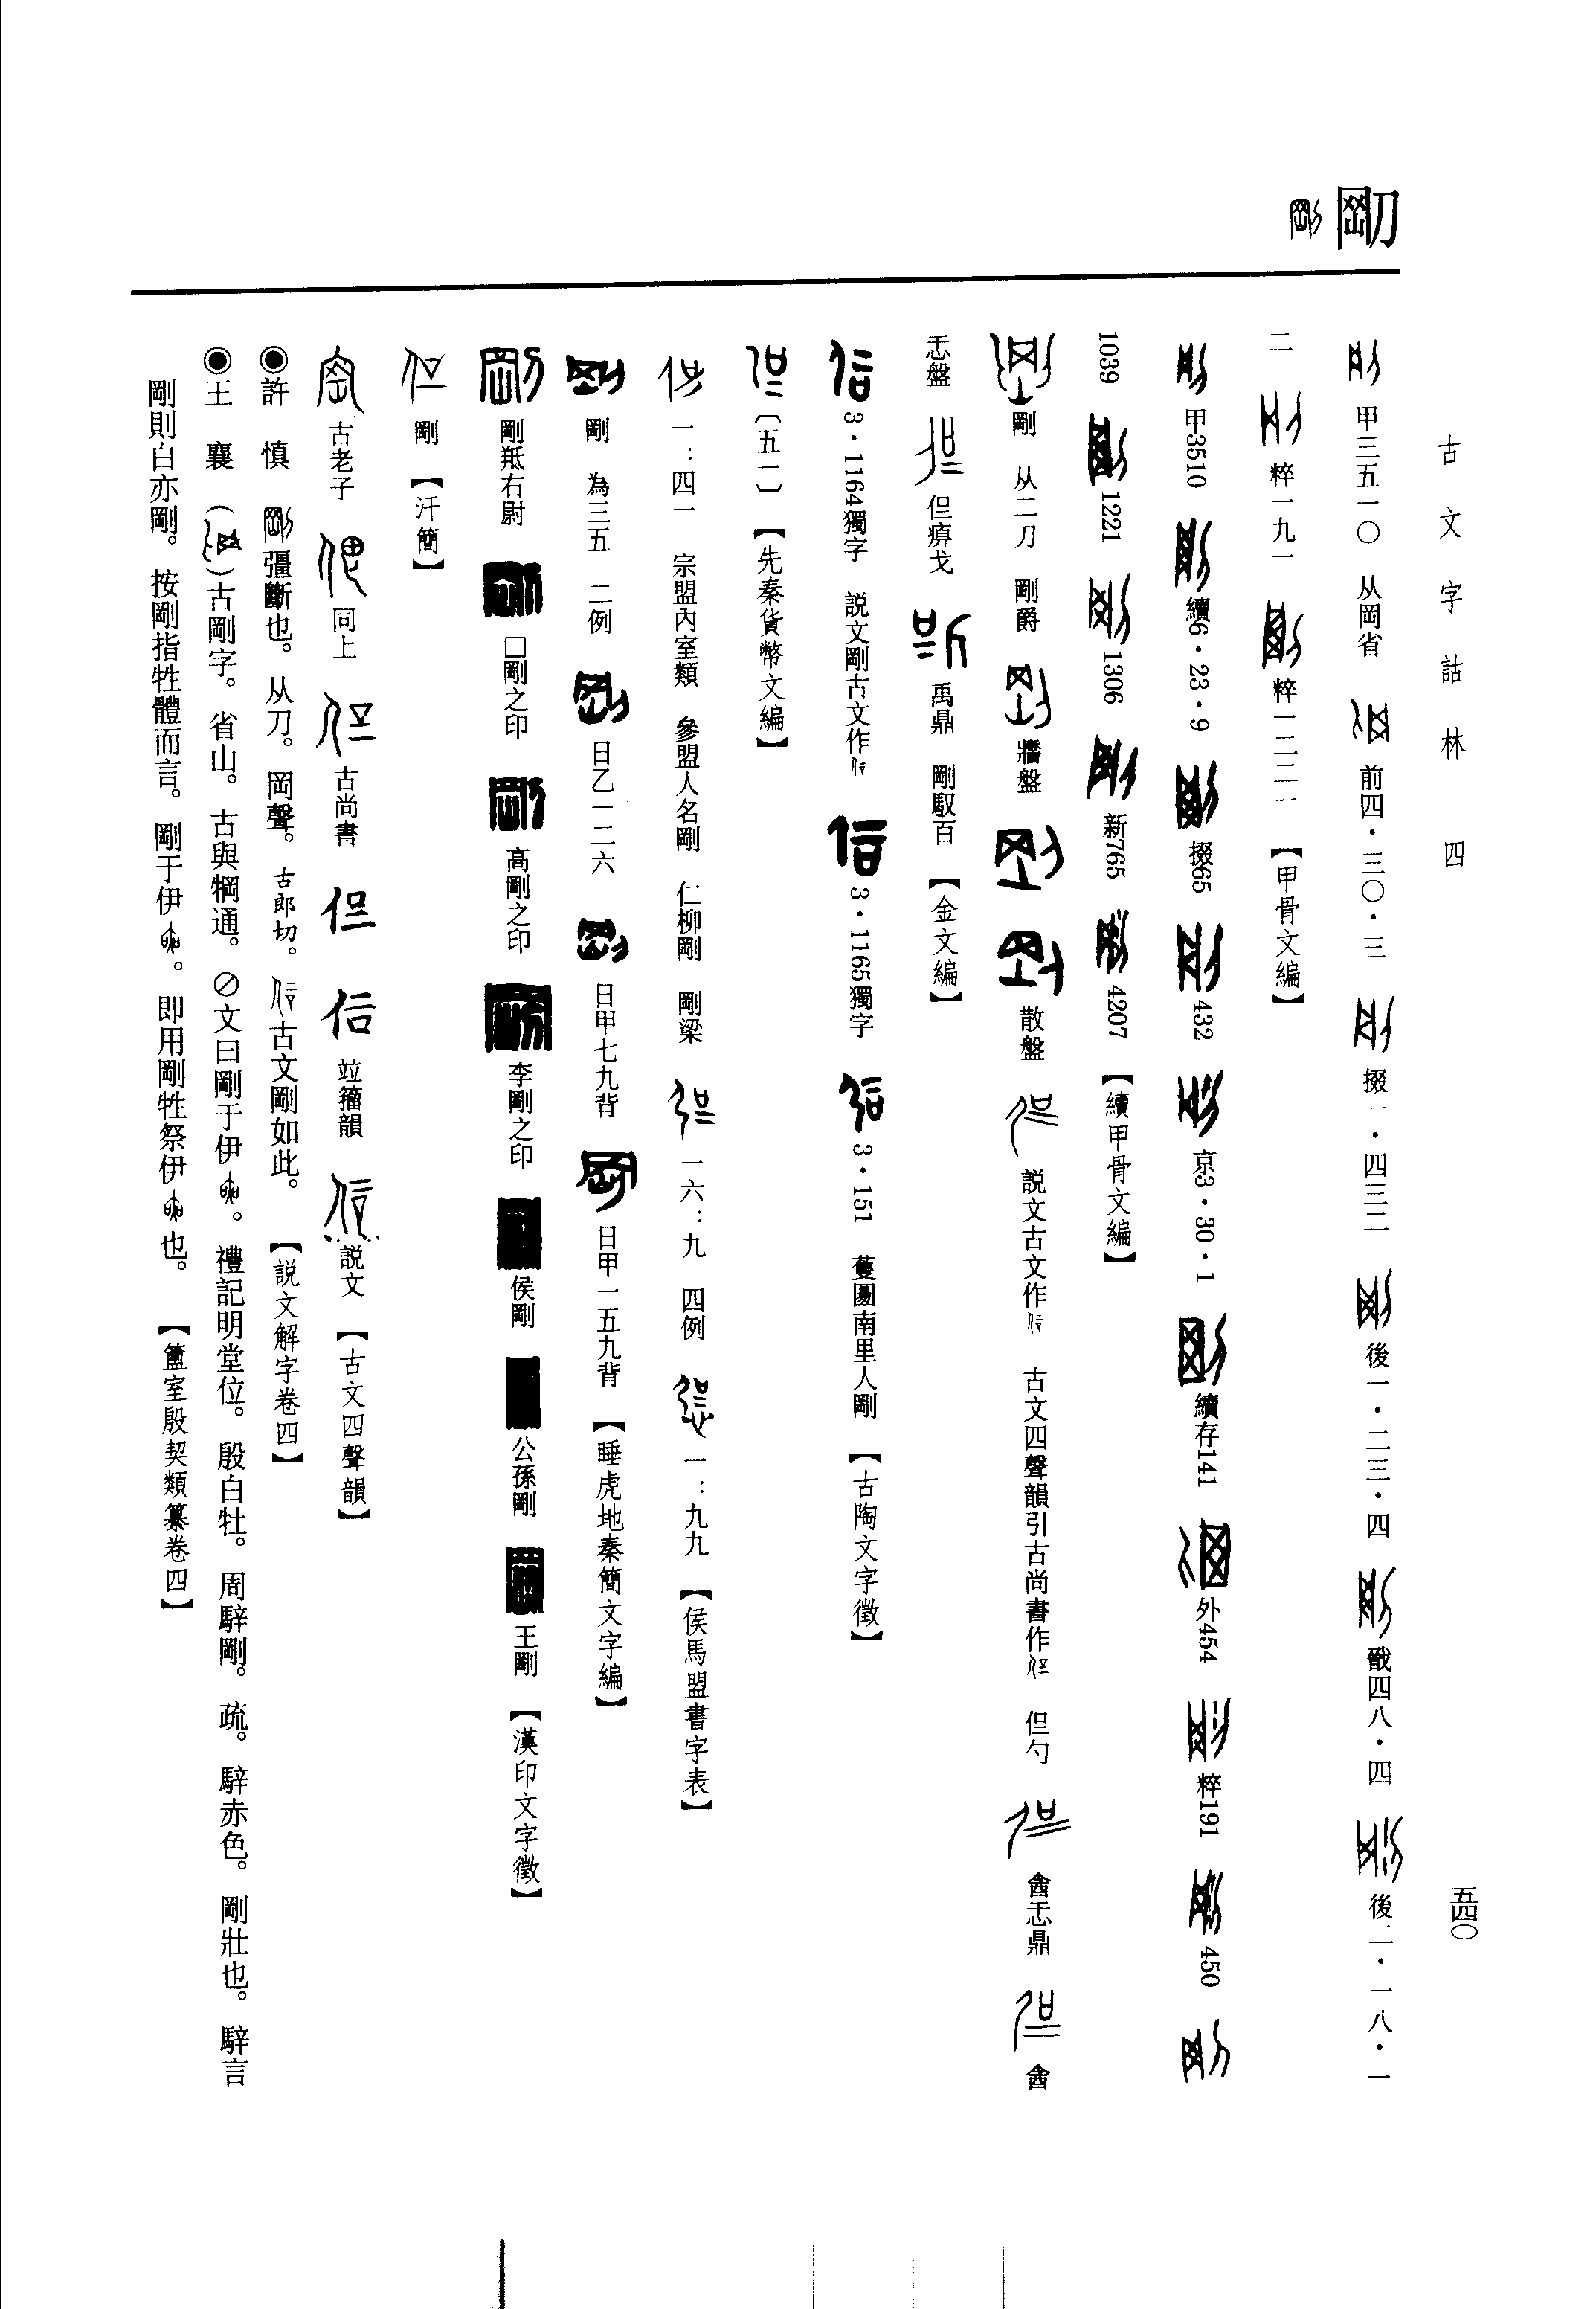 古文字詁林 四
五四〇
剛
甲三五一〇 从岡省 前四·三〇·三 掇一·四三二 後一·二三·四 戩四八·四 後二·一八·一
二 粹一九一 粹一二二一 【甲骨文編】
甲3510 續6·23·9 掇65 432 京3·30·1 續存141 外454 粹191 450
1039 1221 1306 新765 4207 【續甲骨文編】
剛 从二刀 剛爵 牆盤 散盤 説文古文作 古文四聲韻引古尚書作 但勺 忎鼎
忎盤 但㾓戈 禹鼎 剛馭百 【金文編】
3·1164獨字 説文剛古文作 3·1165獨字 3·151 蒦圜南里人剛 【古陶文字徵】
〔五一〕 【先秦貨幣文編】
一:四一 宗盟內室類 參盟人名剛 仁柳剛 剛梁 一六:九 四例 一:九九 【侯馬盟書字表】
剛 為三五 二例 日乙一二六 日甲七九背 日甲一五九背 【睡虎地秦簡文字編】
剛羝右尉 □剛之印 高剛之印 李剛之印 侯剛 公孫剛 王剛 【漢印文字徵】
剛 【汗簡】
古老子 同上 古尚書 竝籀韻 説文 【古文四聲韻】
◉許 慎 彊斷也。从刀。岡聲。古郎切。古文剛如此。 【説文解字卷四】
◉王 襄 ( )古剛字。省山。古與犅通。⊘文曰剛于伊 。禮記明堂位。殷白牡。周騂剛。疏。騂赤色。剛壯也。騂言
剛則白亦剛。按剛指牲體而言。剛于伊 。即用剛牲祭伊 也。 【簠室殷契類纂卷四】